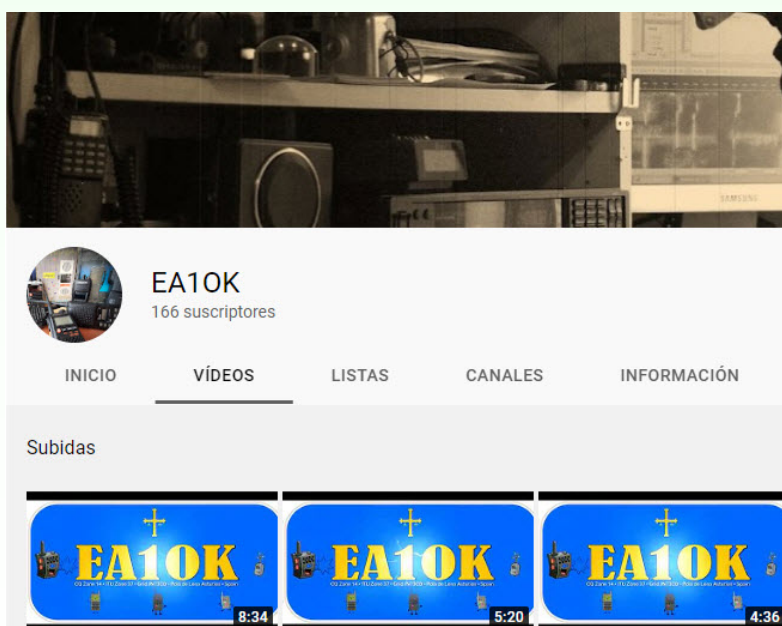 SAMSUNG
EA1OK
166 suscriptores
INICIO VÍDEOS LISTAS CANALES INFORMACIÓN
Subidas
EA1OK EA1OK EA1OK
8:34 5:20 4:36